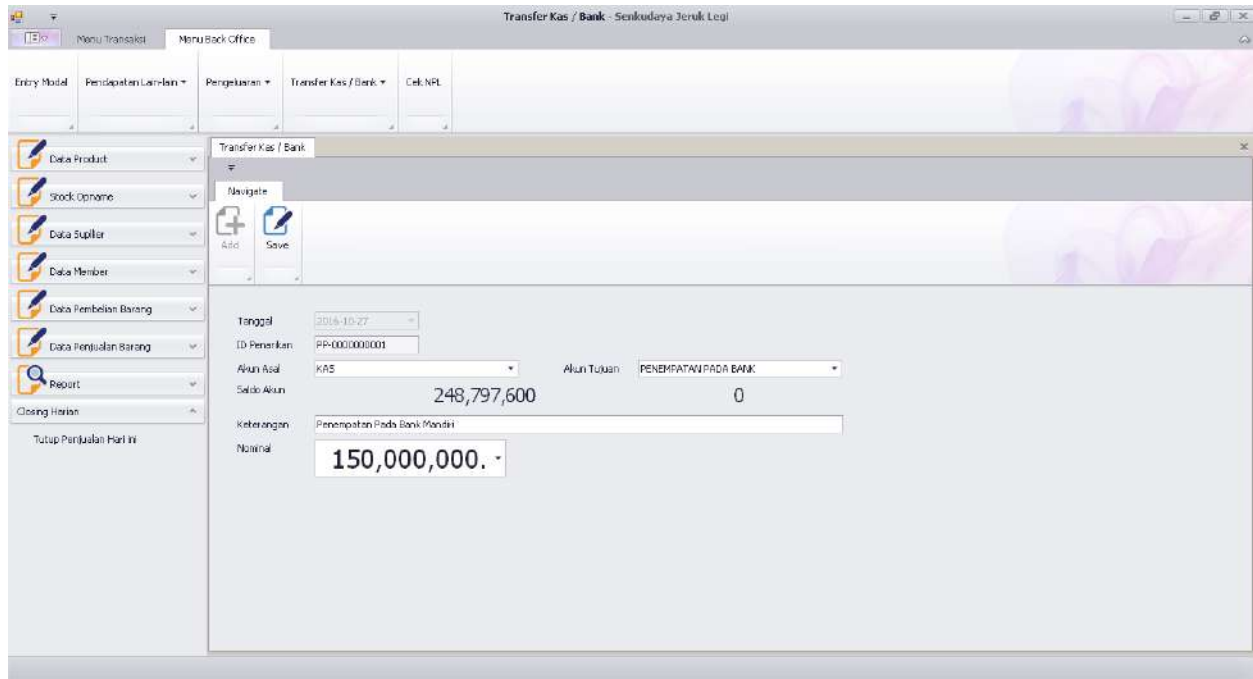 Transfer Kas / Bank - Senkudaya Jeruk Legi
Menu Transaksi Menu Back Office
Entry Modal Pendapatan Lain-lain Pengeluaran Transfer Kas / Bank Cek NPL
Transfer Kas / Bank
Data Product
Navigate
Stock Opname
Add Save
Data Suplier
Data Member
Data Pembelian Barang
Tanggal 2016-10-27
Data Penjualan Barang
ID Penarikan PP-0000000001
Akun Asal KAS Akun Tujuan PENEMPATAN PADA BANK
Report
Saldo Akun 248,797,600 0
Closing Harian
Keterangan Penempatan Pada Bank Mandiri
Tutup Penjualan Hari ini
Nominal 150,000,000.